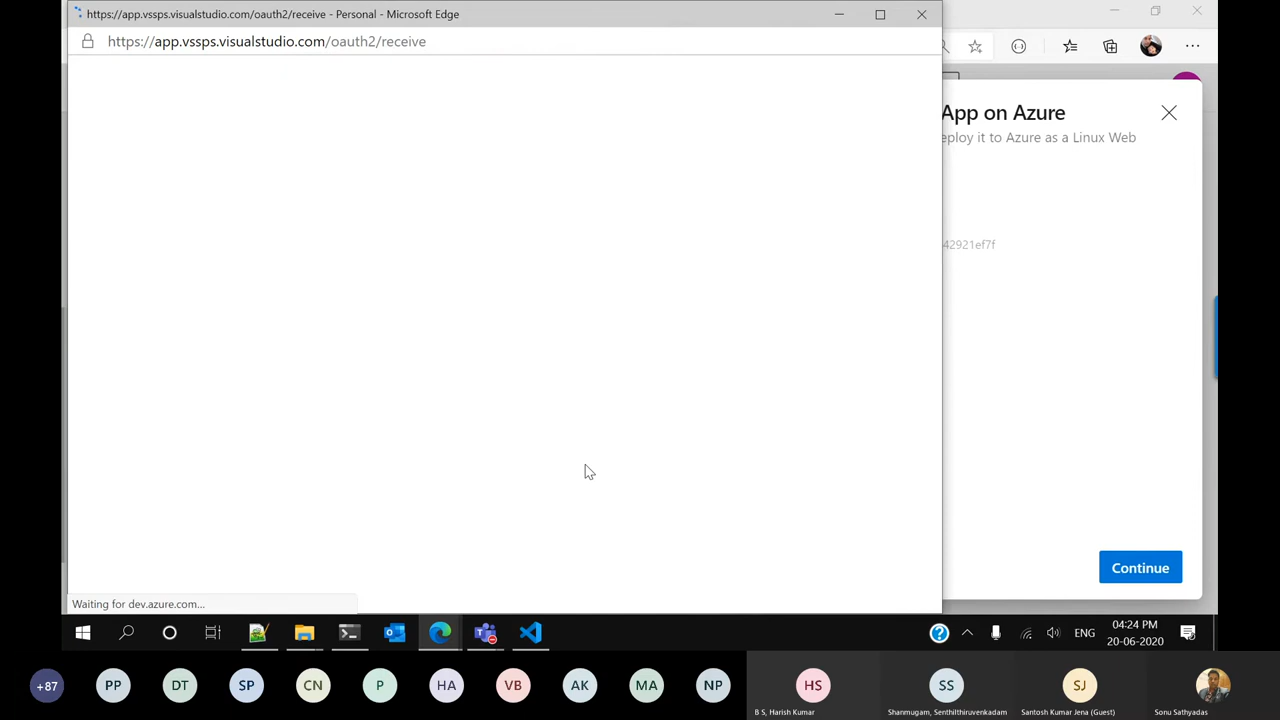 https://app.vssps.visualstudio.com/oauth2/receive - Personal - Microsoft Edge
https://app.vssps.visualstudio.com/oauth2/receive
App on Azure
eploy it to Azure as a Linux Web
42921ef7f
Continue
Waiting for dev.azure.com...
ENG
04:24 PM
20-06-2020
+87
PP
DT
SP
CN
P
HA
VB
AK
MA
NP
HS
SS
SJ
B S, Harish Kumar
Shanmugam, Senthilthiruvenkadam
Santosh Kumar Jena (Guest)
Sonu Sathyadas